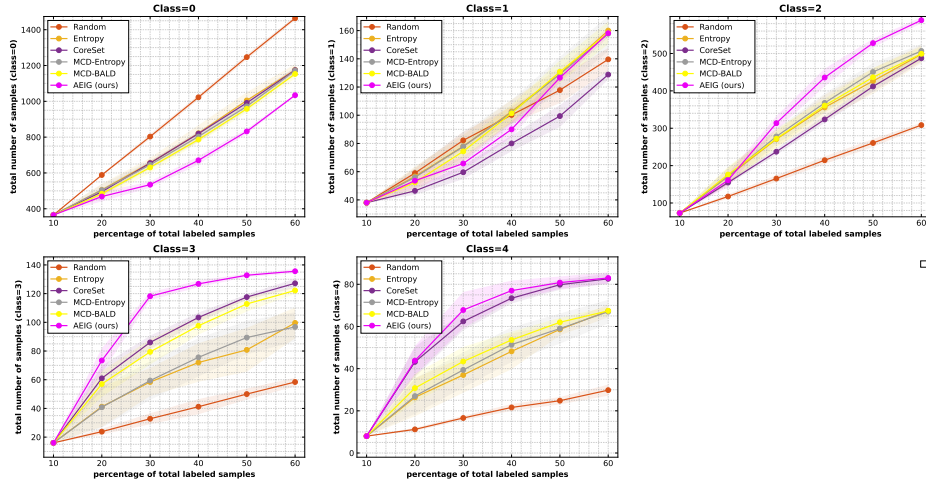 Class=0
1400
1200
1000
800
600
400
total number of samples (class=0)
Random
Entropy
CoreSet
MCD-Entropy
MCD-BALD
AEIG (ours)
10 20 30 40 50 60
percentage of total labeled samples
Class=1
160
140
120
100
80
60
40
total number of samples (class=1)
Random
Entropy
CoreSet
MCD-Entropy
MCD-BALD
AEIG (ours)
10 20 30 40 50 60
percentage of total labeled samples
Class=2
500
400
300
200
100
total number of samples (class=2)
Random
Entropy
CoreSet
MCD-Entropy
MCD-BALD
AEIG (ours)
10 20 30 40 50 60
percentage of total labeled samples
Class=3
140
120
100
80
60
40
20
total number of samples (class=3)
Random
Entropy
CoreSet
MCD-Entropy
MCD-BALD
AEIG (ours)
10 20 30 40 50 60
percentage of total labeled samples
Class=4
80
60
40
20
0
total number of samples (class=4)
Random
Entropy
CoreSet
MCD-Entropy
MCD-BALD
AEIG (ours)
10 20 30 40 50 60
percentage of total labeled samples